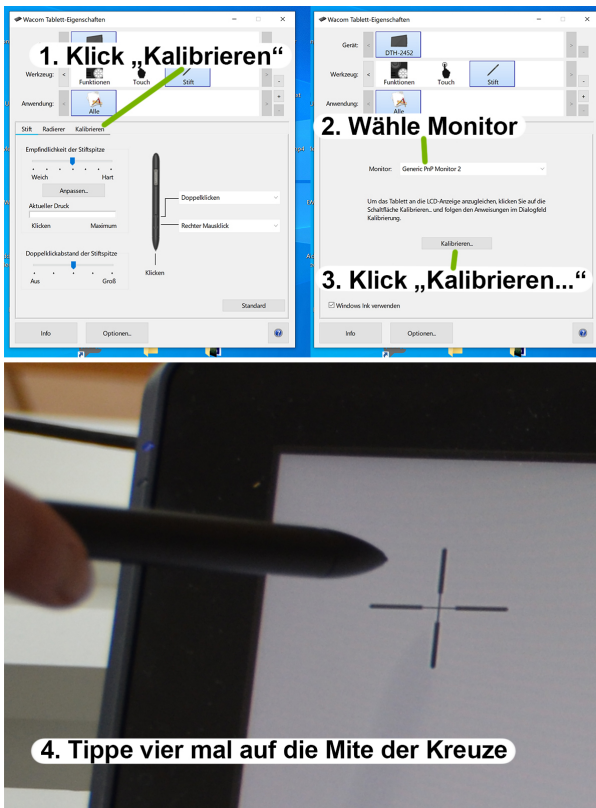 Wacom Tablett-Eigenschaften
1. Klick „Kalibrieren“
Werkzeug:
Funktionen
Touch
Stift
Anwendung:
Alle
Stift
Radierer
Kalibrieren
Empfindlichkeit der Stiftspitze
Weich
Hart
Anpassen...
Aktueller Druck
Klicken
Maximum
Doppelklickabstand der Stiftspitze
Aus
Groß
Doppelklicken
Rechter Mausklick
Klicken
Standard
Info
Optionen...
Wacom Tablett-Eigenschaften
Gerät:
DTH-2452
Werkzeug:
Funktionen
Touch
Stift
Anwendung:
Alle
2. Wähle Monitor
Monitor:
Generic PnP Monitor 2
Um das Tablett an die LCD-Anzeige anzugleichen, klicken Sie auf die
Schaltfläche Kalibrieren... und folgen den Anweisungen im Dialogfeld
Kalibrierung.
Kalibrieren...
3. Klick „Kalibrieren...“
Windows Ink verwenden
Info
Optionen...
4. Tippe vier mal auf die Mite der Kreuze